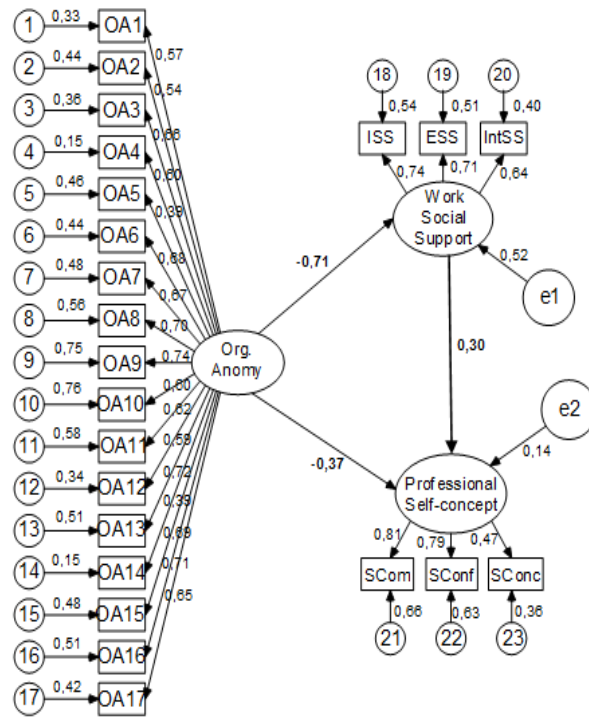 1 0,33 OA1
2 0,44 OA2
3 0,36 OA3
4 0,15 OA4
5 0,46 OA5
6 0,44 OA6
7 0,48 OA7
8 0,56 OA8
9 0,75 OA9
10 0,76 OA10
11 0,58 OA11
12 0,34 OA12
13 0,51 OA13
14 0,15 OA14
15 0,48 OA15
16 0,51 OA16
17 0,42 OA17
0,57
0,54
0,66
0,60
0,39
0,68
0,67
0,70
0,74
0,80
0,62
0,59
0,72
0,39
0,69
0,71
0,65
Org.
Anomy
-0,71
-0,37
18 19 20
0,54 0,51 0,40
ISS ESS IntSS
0,74 0,71 0,64
Work
Social
Support
0,52
e1
0,30
e2
0,14
Professional
Self-concept
0,81 0,79 0,47
SCom SConf SConc
0,66 0,63 0,36
21 22 23